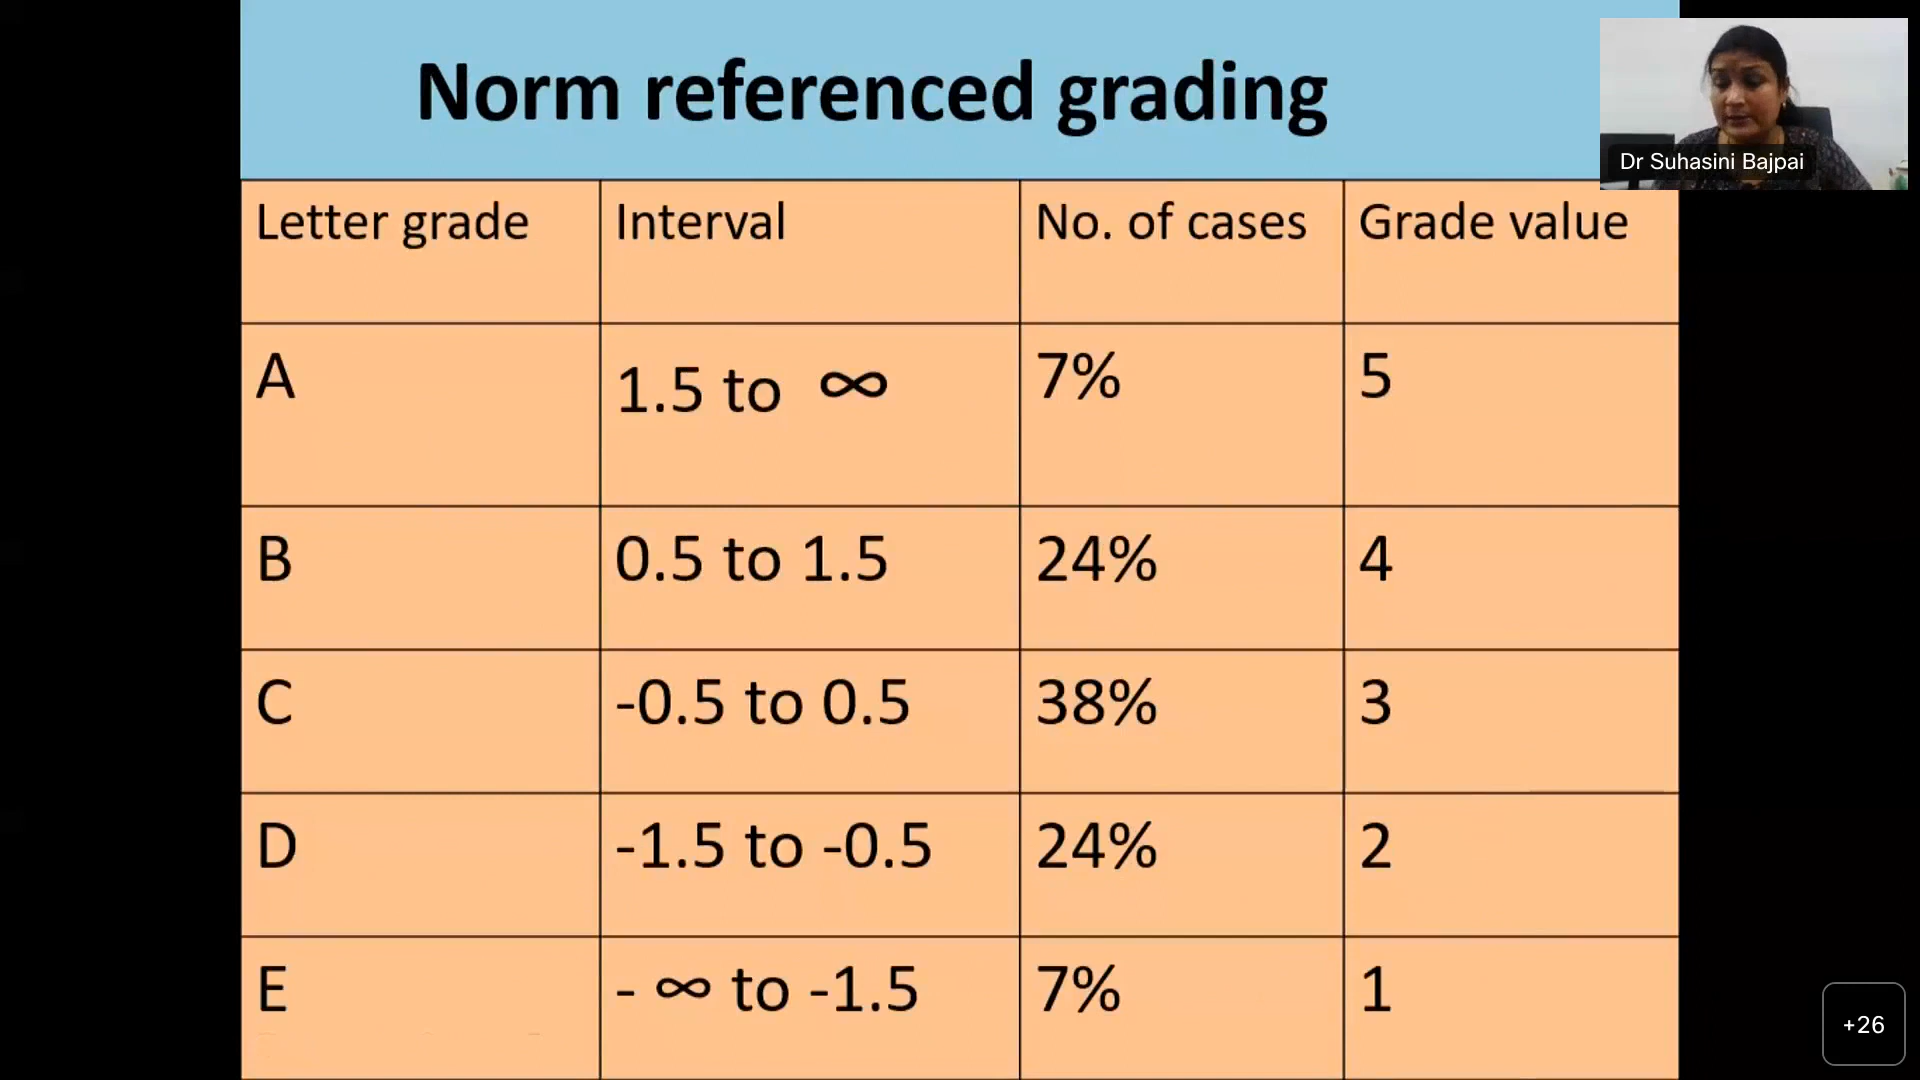 Norm referenced grading
Dr Suhasini Bajpai
Letter grade Interval No. of cases Grade value
A 1.5 to ∞ 7% 5
B 0.5 to 1.5 24% 4
C -0.5 to 0.5 38% 3
D -1.5 to -0.5 24% 2
E - ∞ to -1.5 7% 1
+26